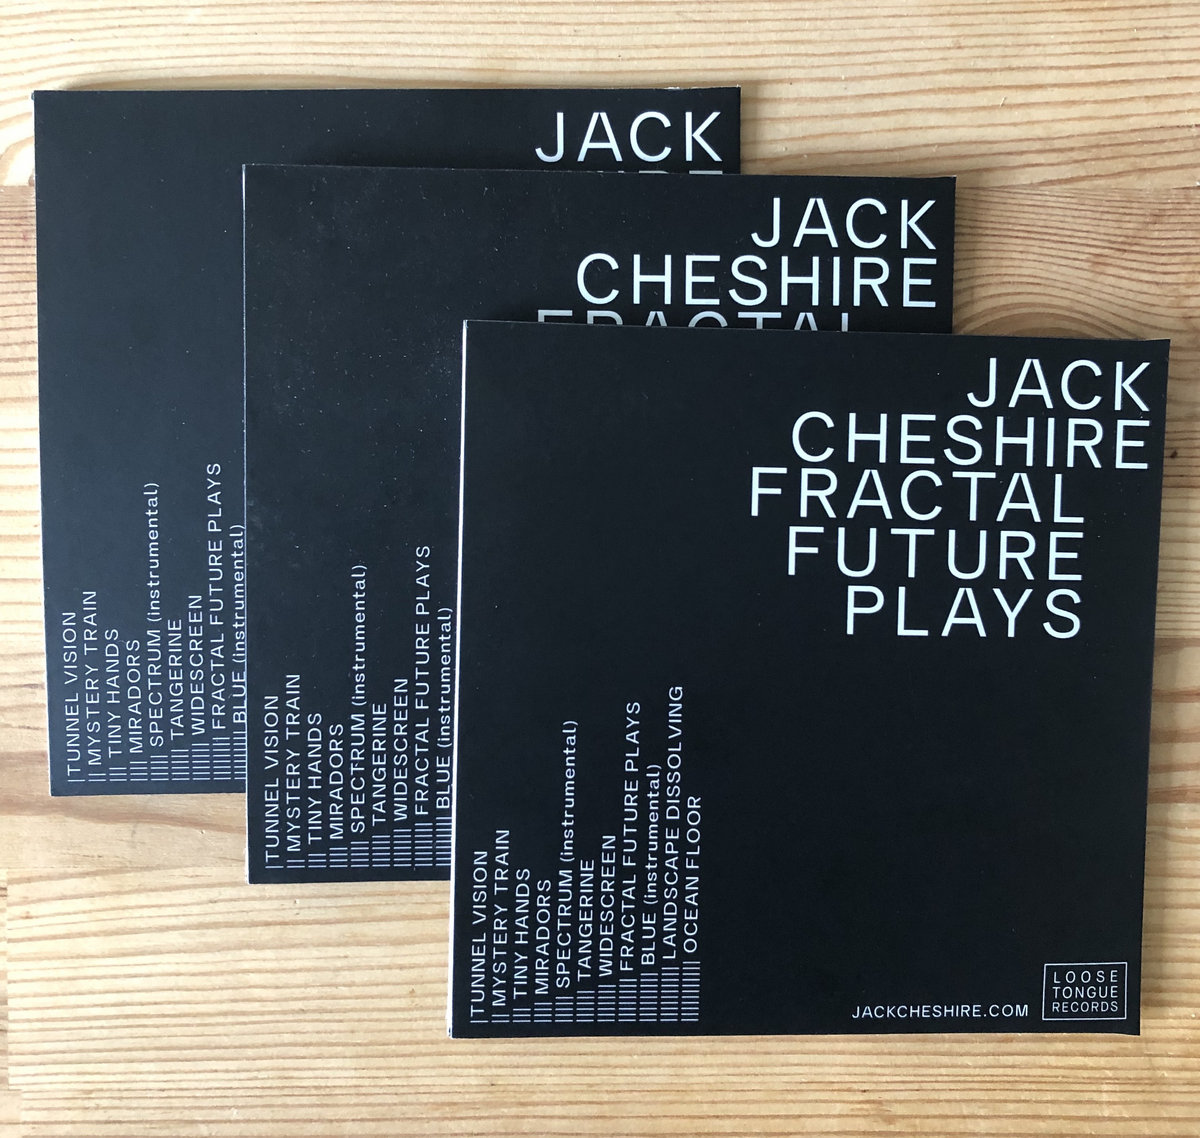 JACK
TUNNEL VISION
MYSTERY TRAIN
TINY HANDS
MIRADORS
SPECTRUM (instrumental)
TANGERINE
WIDESCREEN
FRACTAL FUTURE PLAYS
BLUE (instrumental)
JACK
CHESHIRE
FRACTAL
TUNNEL VISION
MYSTERY TRAIN
TINY HANDS
MIRADORS
SPECTRUM (instrumental)
TANGERINE
WIDESCREEN
FRACTAL FUTURE PLAYS
BLUE (instrumental)
JACK
CHESHIRE
FRACTAL
FUTURE
PLAYS
TUNNEL VISION
MYSTERY TRAIN
TINY HANDS
MIRADORS
SPECTRUM (instrumental)
TANGERINE
WIDESCREEN
FRACTAL FUTURE PLAYS
BLUE (instrumental)
LANDSCAPE DISSOLVING
OCEAN FLOOR
JACKCHESHIRE.COM
LOOSE
TONGUE
RECORDS